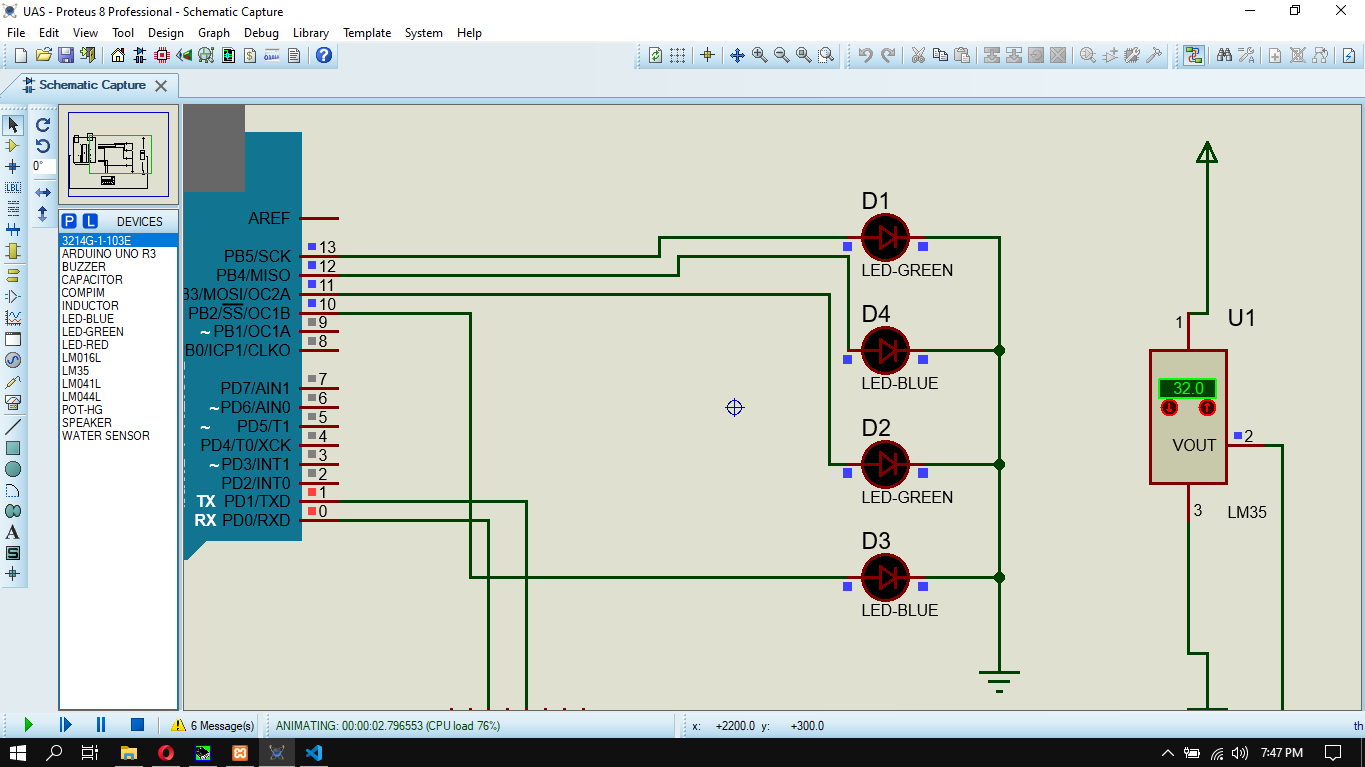 UAS - Proteus 8 Professional - Schematic Capture
File Edit View Tool Design Graph Debug Library Template System Help
Schematic Capture
0°
LBL
P L DEVICES
3214G-1-103E
ARDUINO UNO R3
BUZZER
CAPACITOR
COMPIM
INDUCTOR
LED-BLUE
LED-GREEN
LED-RED
LM016L
LM35
LM041L
LM044L
POT-HG
SPEAKER
WATER SENSOR
A
S
AREF
PB5/SCK 13
PB4/MISO 12
B3/MOSI/OC2A 11
PB2/SS/OC1B 10
~ PB1/OC1A 9
B0/ICP1/CLKO 8
PD7/AIN1 7
~ PD6/AIN0 6
~ PD5/T1 5
PD4/T0/XCK 4
~ PD3/INT1 3
PD2/INT0 2
TX PD1/TXD 1
RX PD0/RXD 0
D1
LED-GREEN
D4
LED-BLUE
D2
LED-GREEN
D3
LED-BLUE
U1
1
32.0
VOUT 2
3
LM35
6 Message(s) ANIMATING: 00:00:02.796553 (CPU load 76%) x: +2200.0 y: +300.0 th
7:47 PM